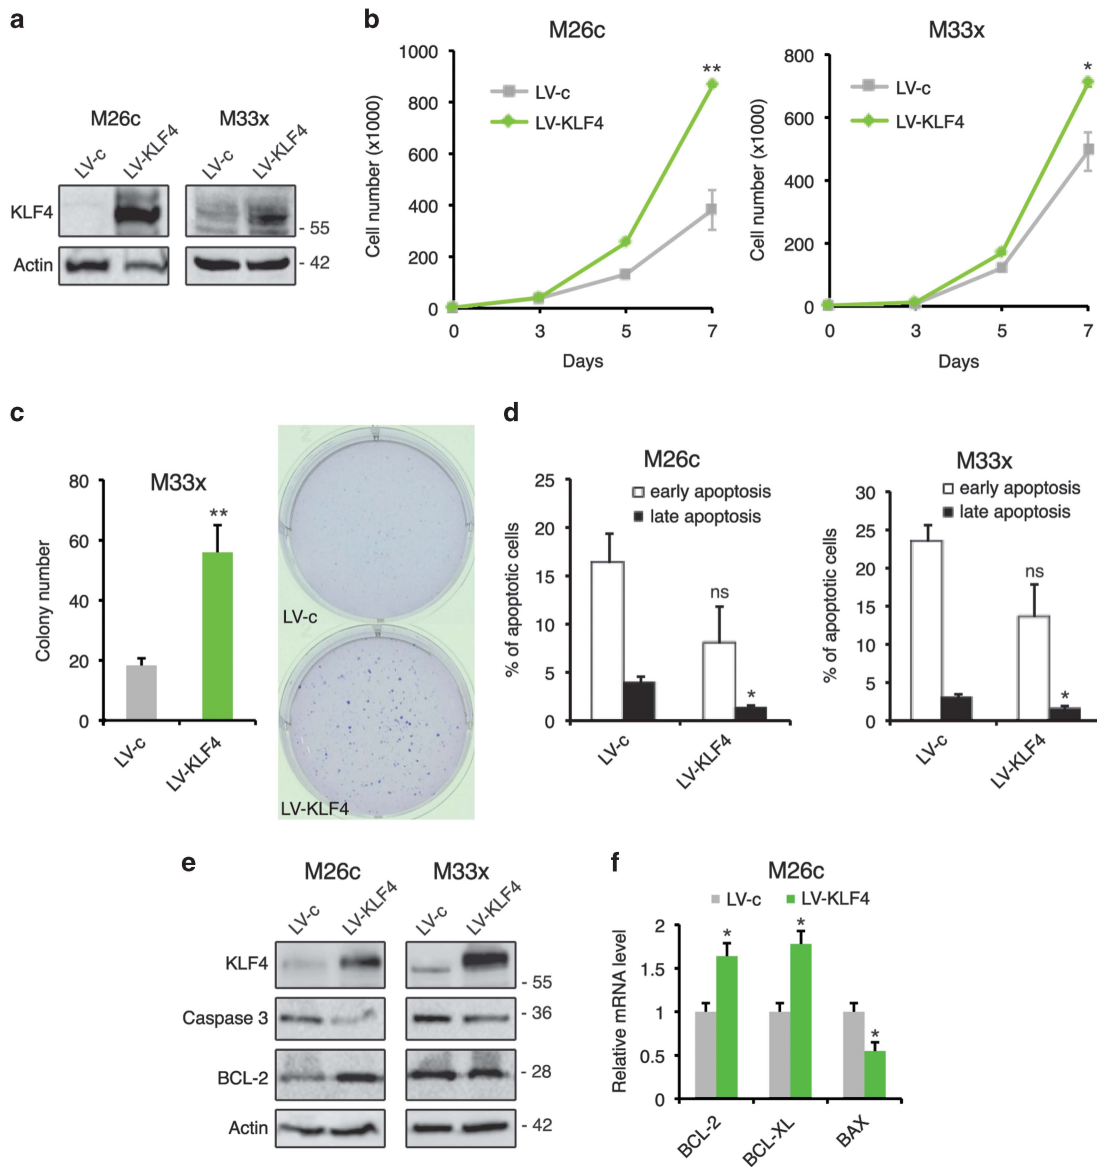 a
M26c
M33x
LV-c
LV-KLF4
LV-c
LV-KLF4
KLF4
- 55
Actin
- 42
b
M26c
Cell number (x1000)
1000
800
600
400
200
0
LV-c
LV-KLF4
**
0
3
5
7
Days
M33x
Cell number (x1000)
800
600
400
200
0
LV-c
LV-KLF4
*
0
3
5
7
Days
c
M33x
Colony number
80
60
40
20
0
**
LV-c
LV-KLF4
LV-c
LV-KLF4
d
M26c
% of apoptotic cells
25
20
15
10
5
0
early apoptosis
late apoptosis
ns
*
LV-c
LV-KLF4
M33x
% of apoptotic cells
30
25
20
15
10
5
0
early apoptosis
late apoptosis
ns
*
LV-c
LV-KLF4
e
M26c
M33x
LV-c
LV-KLF4
LV-c
LV-KLF4
KLF4
- 55
Caspase 3
- 36
BCL-2
- 28
Actin
- 42
f
M26c
LV-c
LV-KLF4
Relative mRNA level
2
1.5
1
0.5
0
*
*
*
BCL-2
BCL-XL
BAX